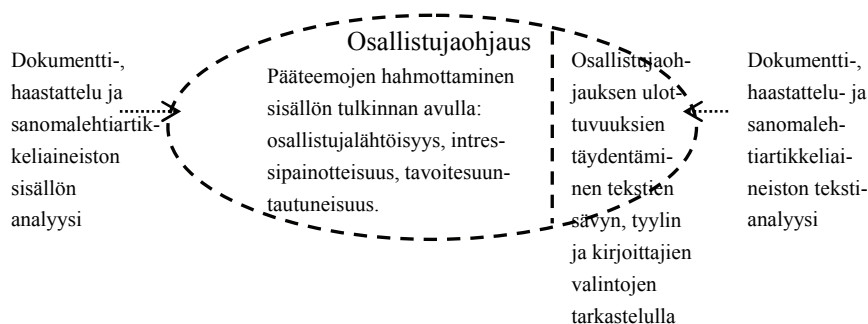 Osallistujaohjaus
Dokumentti-,
haastattelu ja
sanomalehtiartik-
keliaineiston
sisällön
analyysi
Pääteemojen hahmottaminen
sisällön tulkinnan avulla:
osallistujalähtöisyys, intres-
sipainotteisuus, tavoitesuun-
tautuneisuus.
Osallistujaoh-
jauksen ulot-
tuvuuksien
täydentämi-
nen tekstien
sävyn, tyylin
ja kirjoittajien
valintojen
tarkastelulla
Dokumentti-,
haastattelu- ja
sanomaleh-
tiartikkeliai-
neiston teksti-
analyysi